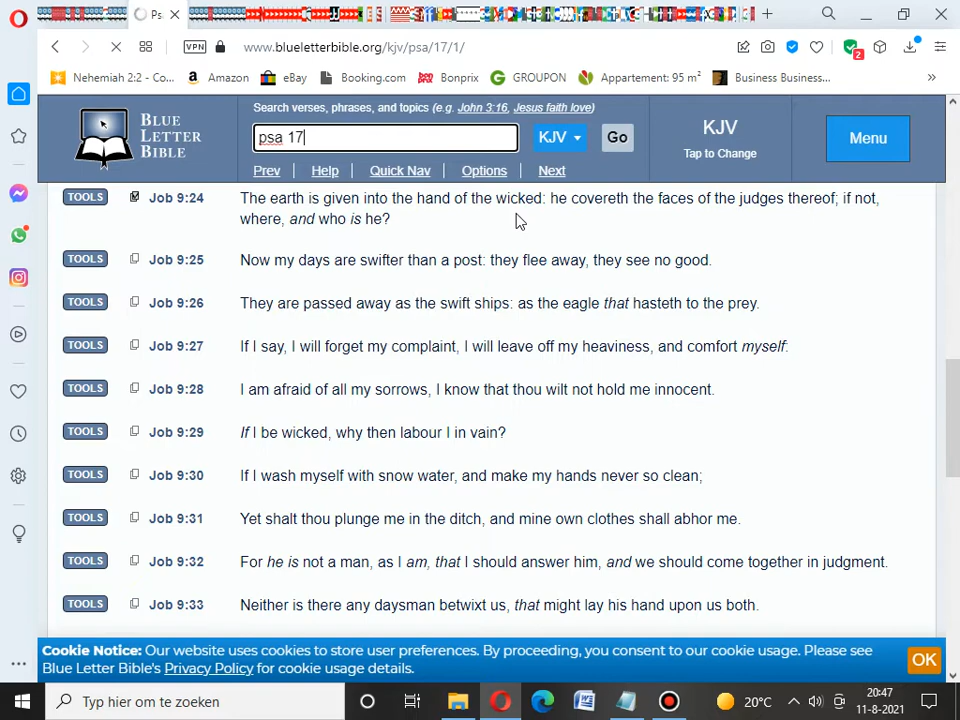 Ps
VPN
www.blueletterbible.org/kjv/psa/17/1/
2
Nehemiah 2:2 - Co...
Amazon
eBay
Booking.com
Bonprix
GROUPON
Appartement: 95 m²
Business Business...
BLUE
LETTER
BIBLE
Search verses, phrases, and topics (e.g. John 3:16, Jesus faith love)
psa 17
KJV
Go
KJV
Tap to Change
Menu
Prev
Help
Quick Nav
Options
Next
TOOLS Job 9:24 The earth is given into the hand of the wicked: he covereth the faces of the judges thereof; if not,
where, and who is he?
TOOLS Job 9:25 Now my days are swifter than a post: they flee away, they see no good.
TOOLS Job 9:26 They are passed away as the swift ships: as the eagle that hasteth to the prey.
TOOLS Job 9:27 If I say, I will forget my complaint, I will leave off my heaviness, and comfort myself:
TOOLS Job 9:28 I am afraid of all my sorrows, I know that thou wilt not hold me innocent.
TOOLS Job 9:29 If I be wicked, why then labour I in vain?
TOOLS Job 9:30 If I wash myself with snow water, and make my hands never so clean;
TOOLS Job 9:31 Yet shalt thou plunge me in the ditch, and mine own clothes shall abhor me.
TOOLS Job 9:32 For he is not a man, as I am, that I should answer him, and we should come together in judgment.
TOOLS Job 9:33 Neither is there any daysman betwixt us, that might lay his hand upon us both.
Cookie Notice: Our website uses cookies to store user preferences. By proceeding, you consent to our cookie usage. Please see
Blue Letter Bible's Privacy Policy for cookie usage details.
OK
Typ hier om te zoeken
20°C
20:47
11-8-2021